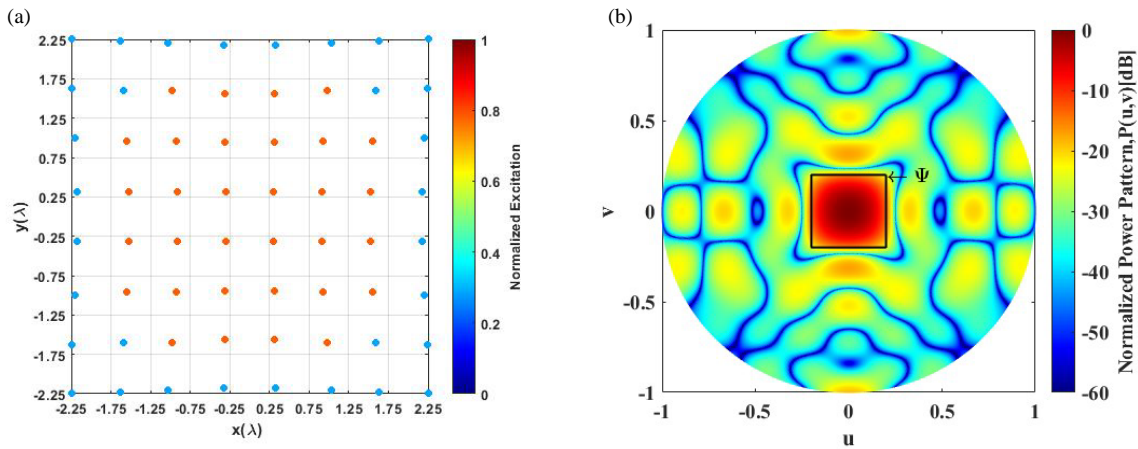 (a)
2.25
1.75
1.25
0.75
0.25
-0.25
-0.75
-1.25
-1.75
-2.25
y(λ)
-2.25 -1.75 -1.25 -0.75 -0.25 0.25 0.75 1.25 1.75 2.25
x(λ)
1
0.8
0.6
0.4
0.2
0
Normalized Excitation
(b)
1
0.5
0
-0.5
-1
v
-1 -0.5 0 0.5 1
u
← Ψ
0
-10
-20
-30
-40
-50
-60
Normalized Power Pattern,P(u,v)[dB]